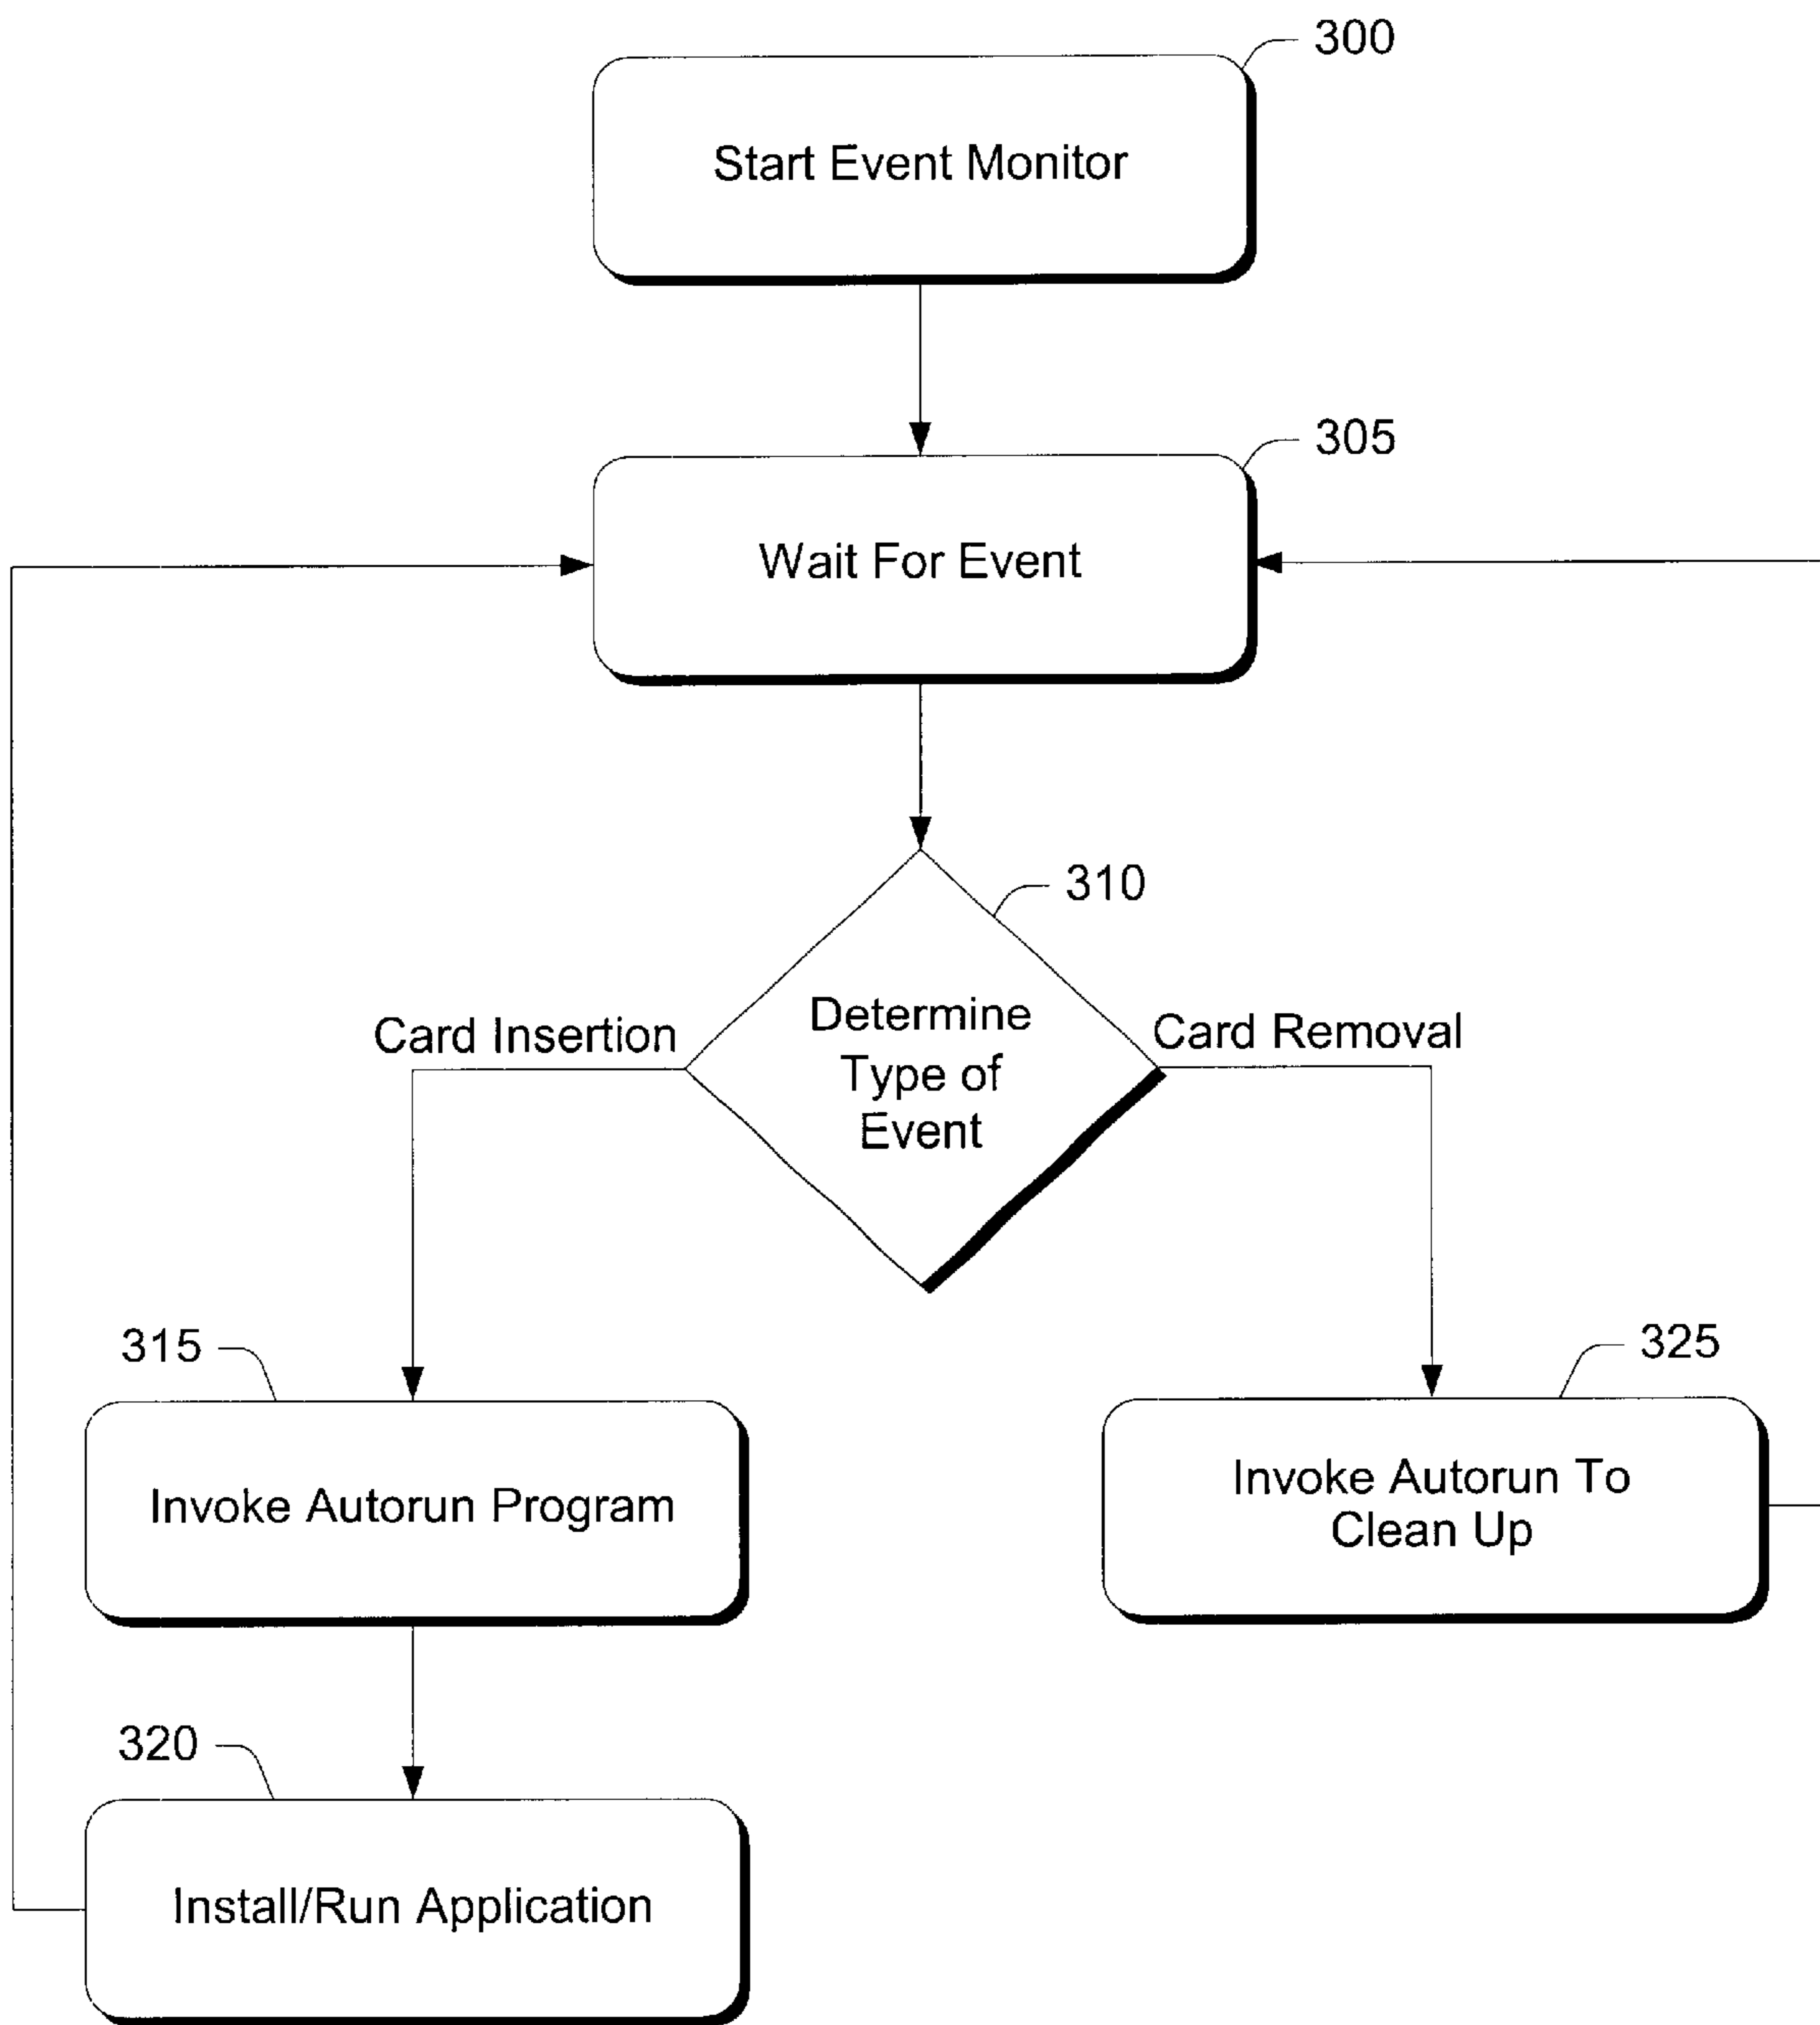 300
Start Event Monitor
305
Wait For Event
310
Determine
Type of
Event
Card Insertion
Card Removal
315
Invoke Autorun Program
325
Invoke Autorun To
Clean Up
320
Install/Run Application